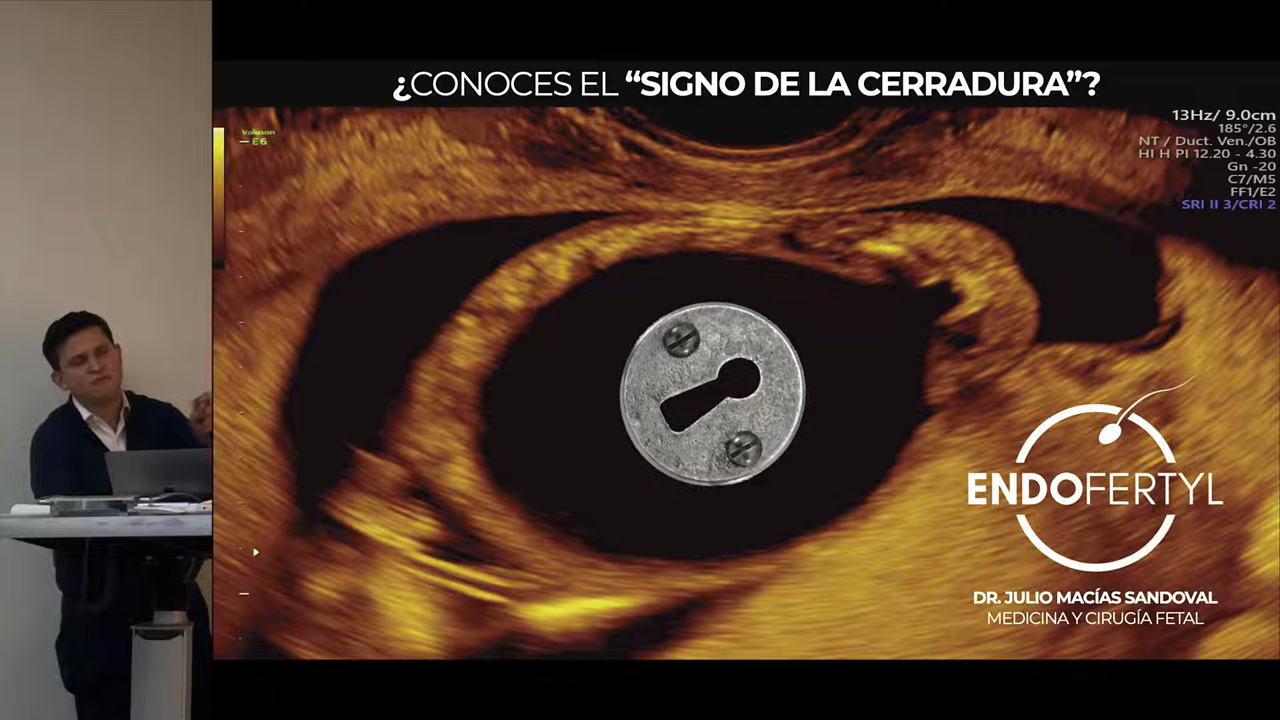 ¿CONOCES EL “SIGNO DE LA CERRADURA”?
Voluson
E6
13Hz/ 9.0cm
185°/2.6
NT / Duct. Ven./OB
HI H PI 12.20 - 4.30
Gn -20
C7/M5
FF1/E2
SRI II 3/CRI 2
ENDOFERTYL
DR. JULIO MACÍAS SANDOVAL
MEDICINA Y CIRUGÍA FETAL